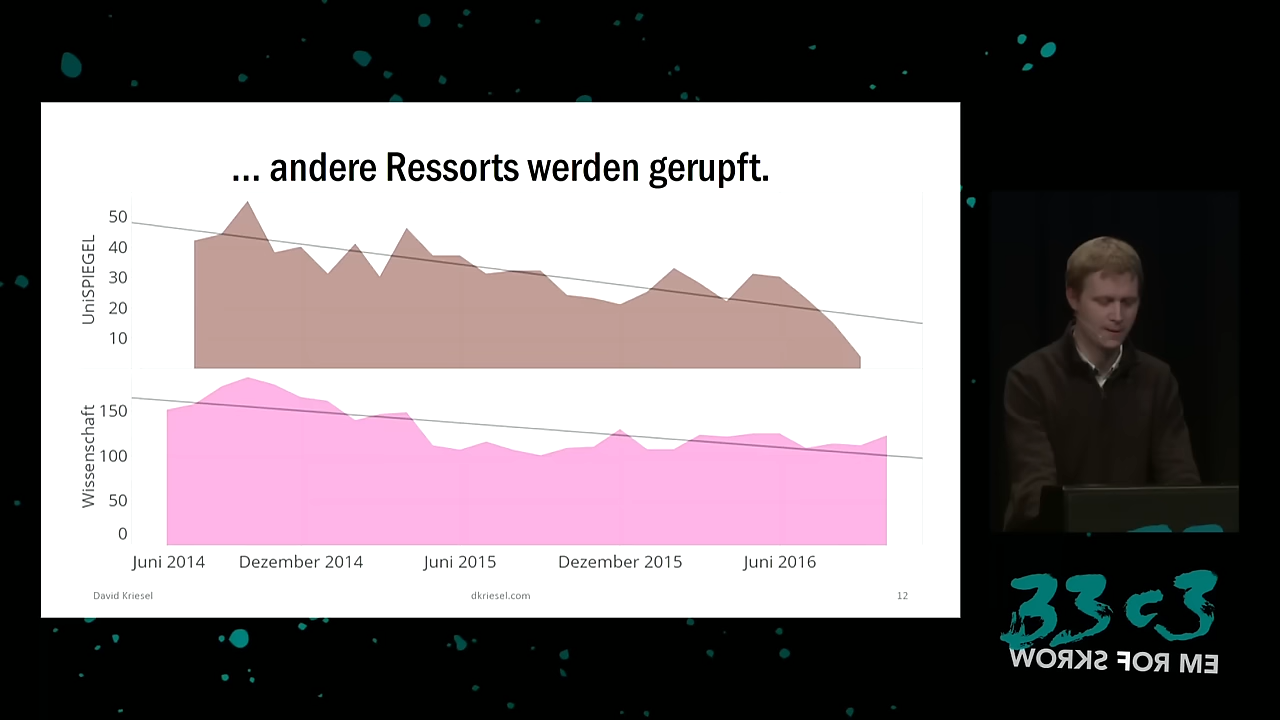 ... andere Ressorts werden gerupft.
UniSPIEGEL
50
40
30
20
10
Wissenschaft
150
100
50
0
Juni 2014
Dezember 2014
Juni 2015
Dezember 2015
Juni 2016
David Kriesel
dkriesel.com
12
33c3
WORKS FOR ME